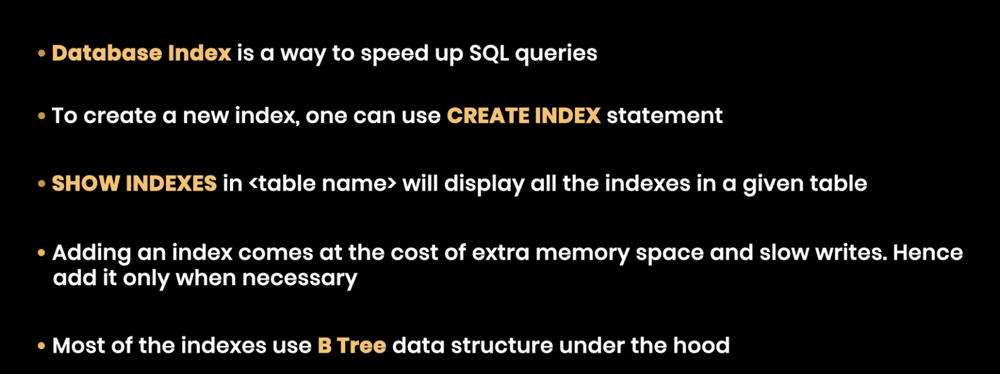 • Database Index is a way to speed up SQL queries
• To create a new index, one can use CREATE INDEX statement
• SHOW INDEXES in <table name> will display all the indexes in a given table
• Adding an index comes at the cost of extra memory space and slow writes. Hence
add it only when necessary
• Most of the indexes use B Tree data structure under the hood